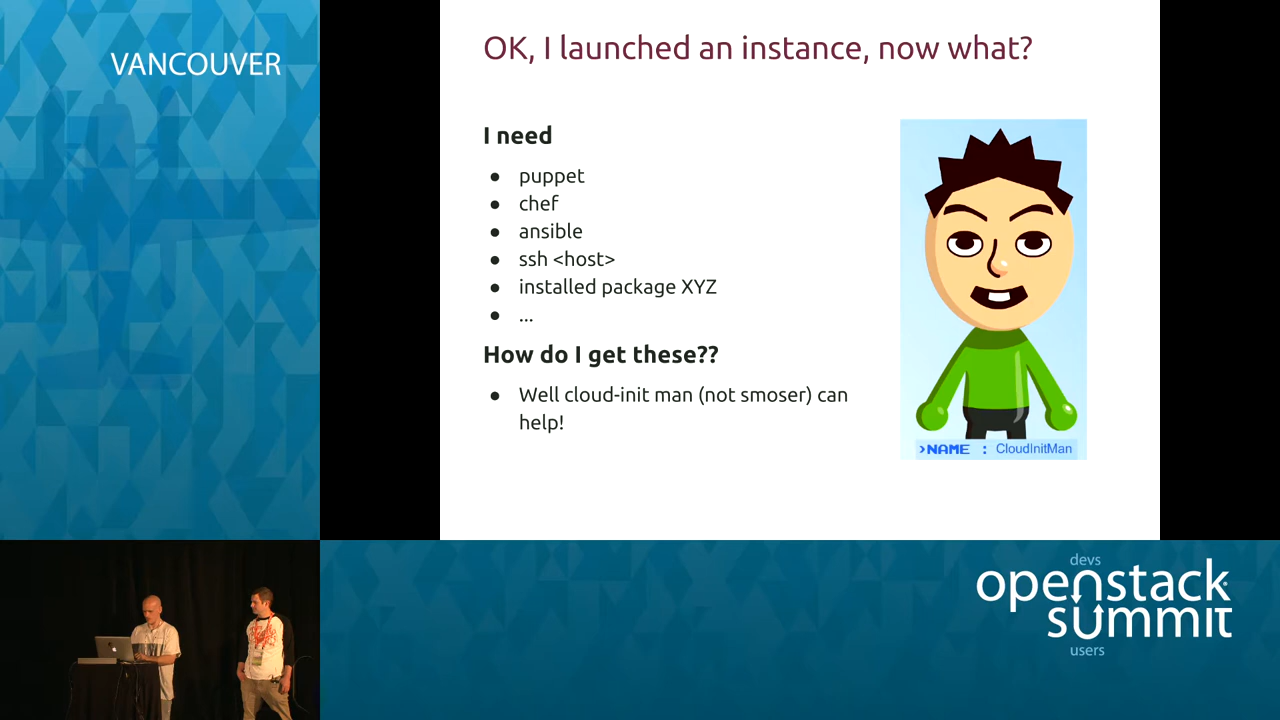 VANCOUVER
OK, I launched an instance, now what?
I need
● puppet
● chef
● ansible
● ssh <host>
● installed package XYZ
● ...
How do I get these??
● Well cloud-init man (not smoser) can
help!
>NAME : CloudInitMan
devs
openstack
summit
users